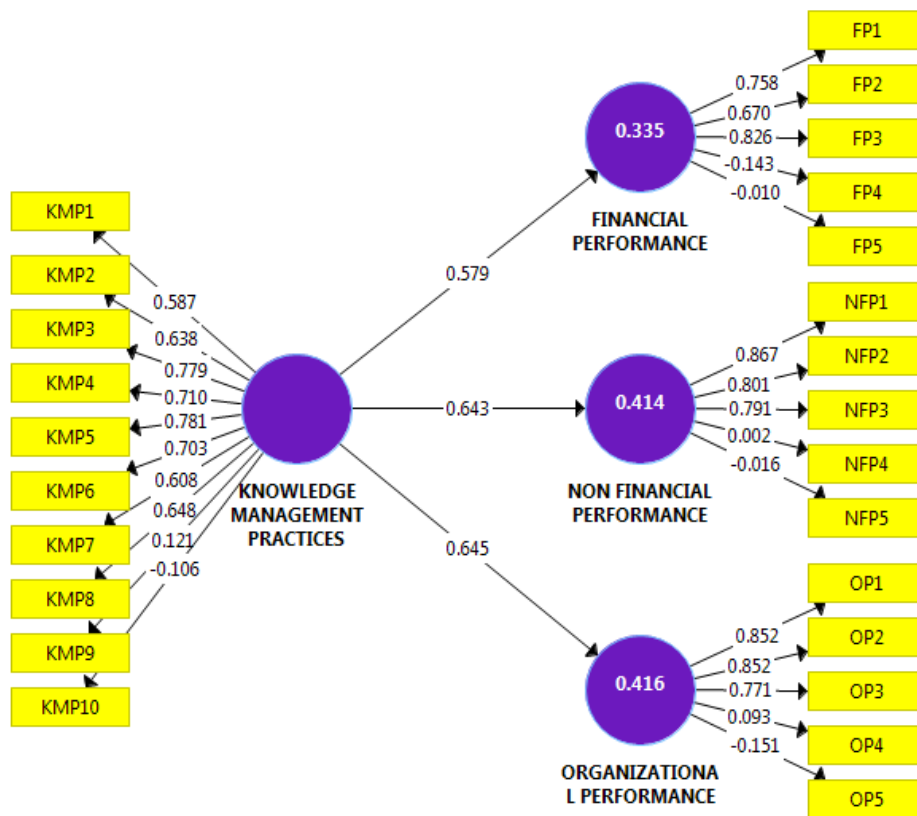 KMP1
KMP2
KMP3
KMP4
KMP5
KMP6
KMP7
KMP8
KMP9
KMP10
0.587
0.638
0.779
0.710
0.781
0.703
0.608
0.648
0.121
-0.106
KNOWLEDGE
MANAGEMENT
PRACTICES
0.579
0.643
0.645
0.335
FINANCIAL
PERFORMANCE
0.758
0.670
0.826
-0.143
-0.010
FP1
FP2
FP3
FP4
FP5
0.414
NON FINANCIAL
PERFORMANCE
0.867
0.801
0.791
0.002
-0.016
NFP1
NFP2
NFP3
NFP4
NFP5
0.416
ORGANIZATIONA
L PERFORMANCE
0.852
0.852
0.771
0.093
-0.151
OP1
OP2
OP3
OP4
OP5